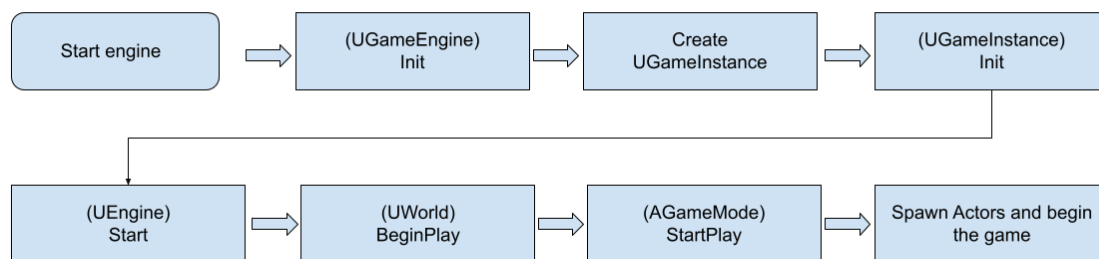 Start engine
(UGameEngine)
Init
Create
UGameInstance
(UGameInstance)
Init
(UEngine)
Start
(UWorld)
BeginPlay
(AGameMode)
StartPlay
Spawn Actors and begin
the game